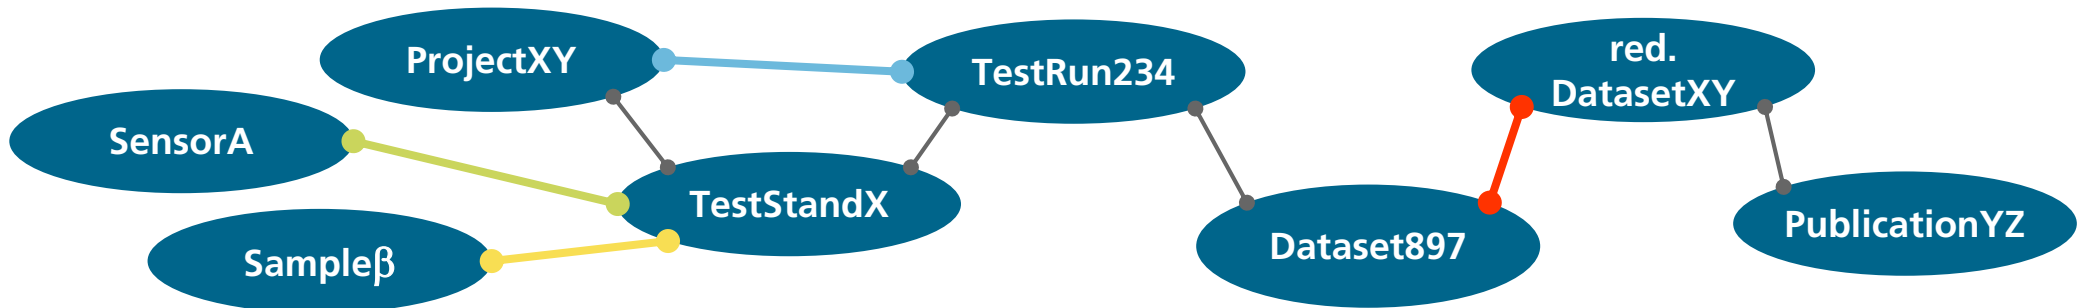 ProjectXY
TestRun234
red.
DatasetXY
SensorA
TestStandX
Sampleβ
Dataset897
PublicationYZ